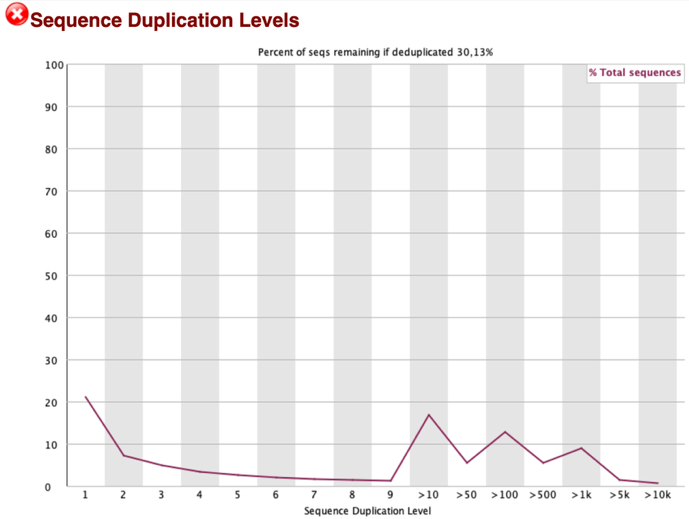 Sequence Duplication Levels
Percent of seqs remaining if deduplicated 30,13%
% Total sequences
100
90
80
70
60
50
40
30
20
10
0
1 2 3 4 5 6 7 8 9 >10 >50 >100 >500 >1k >5k >10k
Sequence Duplication Level